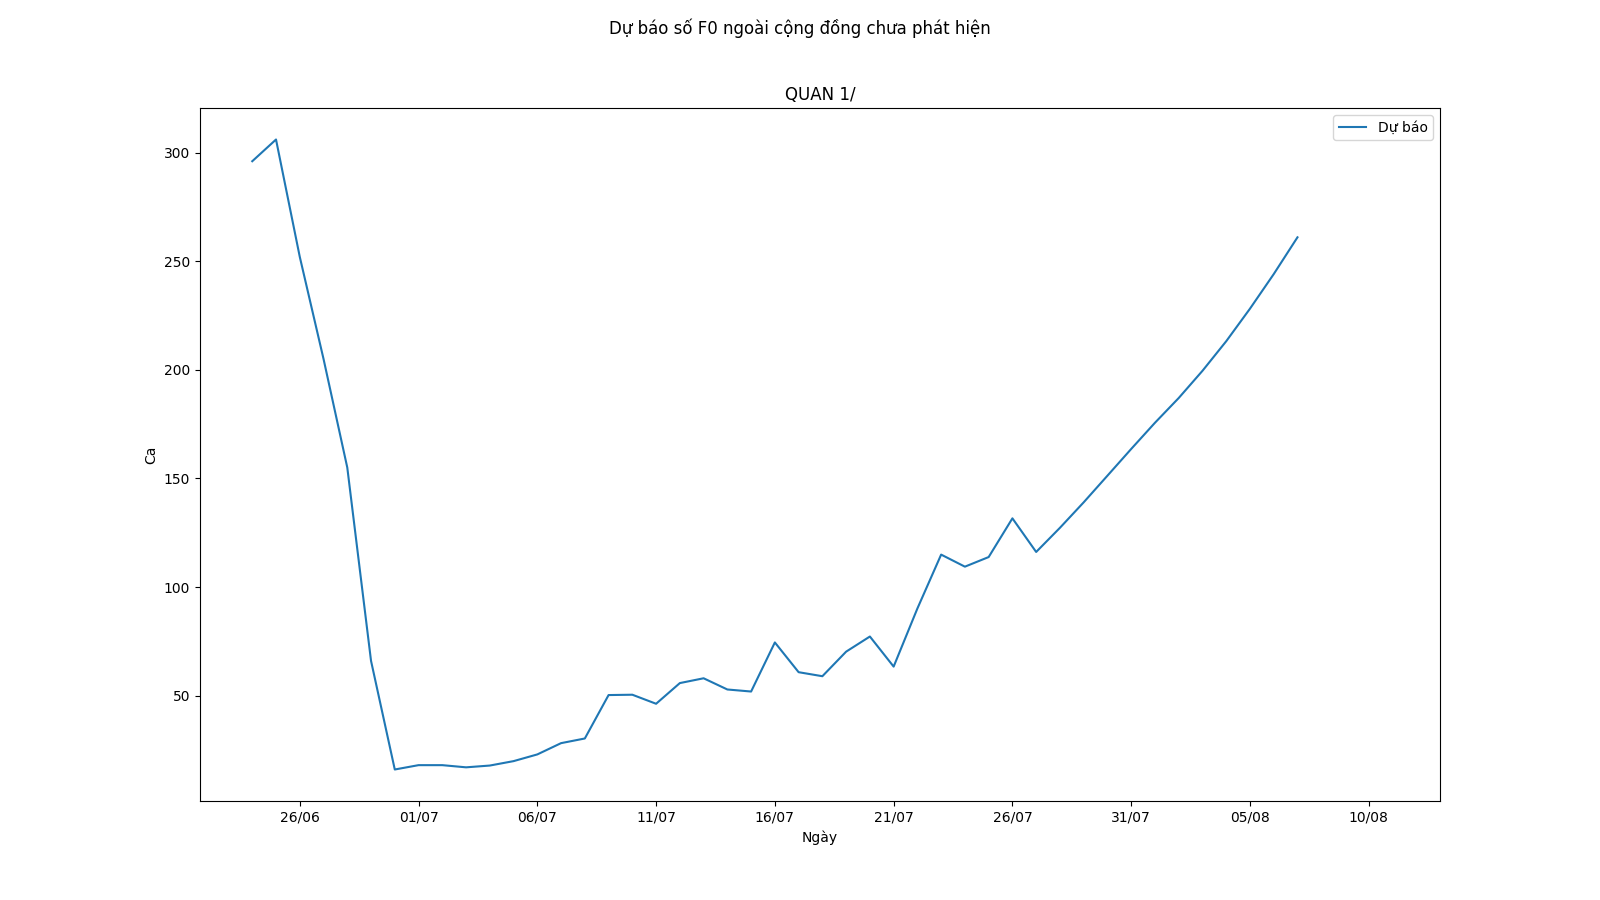 Dự báo số F0 ngoài cộng đồng chưa phát hiện
QUAN 1/
Dự báo
300
250
200
150
100
50
Ca
26/06 01/07 06/07 11/07 16/07 21/07 26/07 31/07 05/08 10/08
Ngày